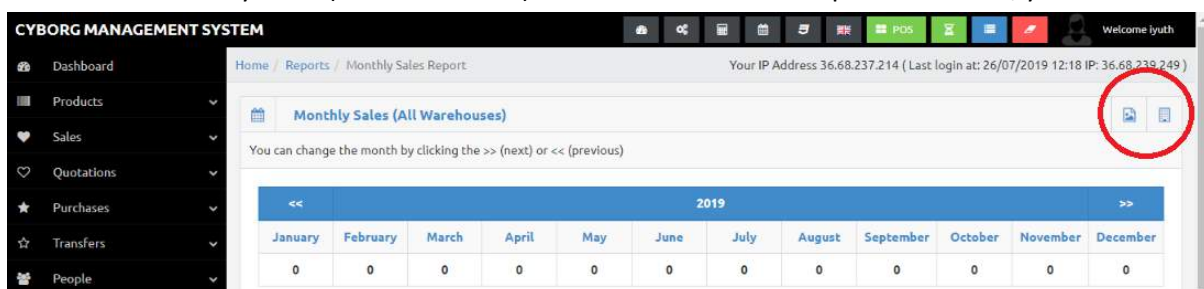 CYBORG MANAGEMENT SYSTEM POS Welcome iyuth
Dashboard
Products
Sales
Quotations
Purchases
Transfers
People
Home / Reports / Monthly Sales Report Your IP Address 36.68.237.214 ( Last login at: 26/07/2019 12:18 IP: 36.68.239.249 )
Monthly Sales (All Warehouses)
You can change the month by clicking the >> (next) or << (previous)
<< 2019 >>
January February March April May June July August September October November December
0 0 0 0 0 0 0 0 0 0 0 0